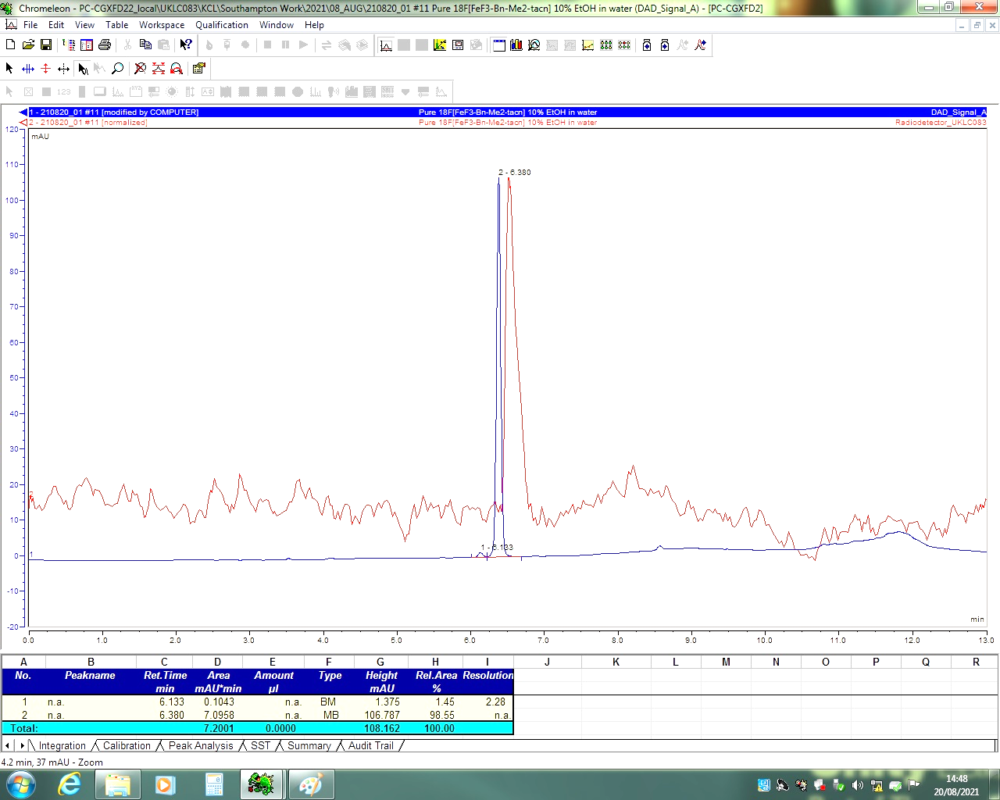 Chromeleon - PC-CGXFD22_local\UKLC083\KCL\Southampton Work\2021\08_AUG\210820_01 #11 Pure 18F[FeF3-Bn-Me2-tacn] 10% EtOH in water (DAD_Signal_A) - [PC-CGXFD2]
File Edit View Table Workspace Qualification Window Help
123
1 - 210820_01 #11 [modified by COMPUTER] Pure 18F[FeF3-Bn-Me2-tacn] 10% EtOH in water DAD_Signal_A
2 - 210820_01 #11 [normalized] Pure 18F[FeF3-Bn-Me2-tacn] 10% EtOH in water Radiodetector_UKLC083
120
mAU
110
2 - 6.380
100
90
80
70
60
50
40
30
20
2
10
1 - 6.133
0
1
-10
min
-20
0.0 1.0 2.0 3.0 4.0 5.0 6.0 7.0 8.0 9.0 10.0 11.0 12.0 13.0
A B C D E F G H I J K L M N O P Q R
No. Peakname Ret.Time Area Amount Type Height Rel.Area Resolution
min mAU*min µl mAU %
1 n.a. 6.133 0.1043 n.a. BM 1.375 1.45 2.28
2 n.a. 6.380 7.0958 n.a. MB 106.787 98.55 n.a.
Total: 7.2001 0.0000 108.162 100.00
Integration Calibration Peak Analysis SST Summary Audit Trail
4.2 min, 37 mAU - Zoom
14:48
20/08/2021